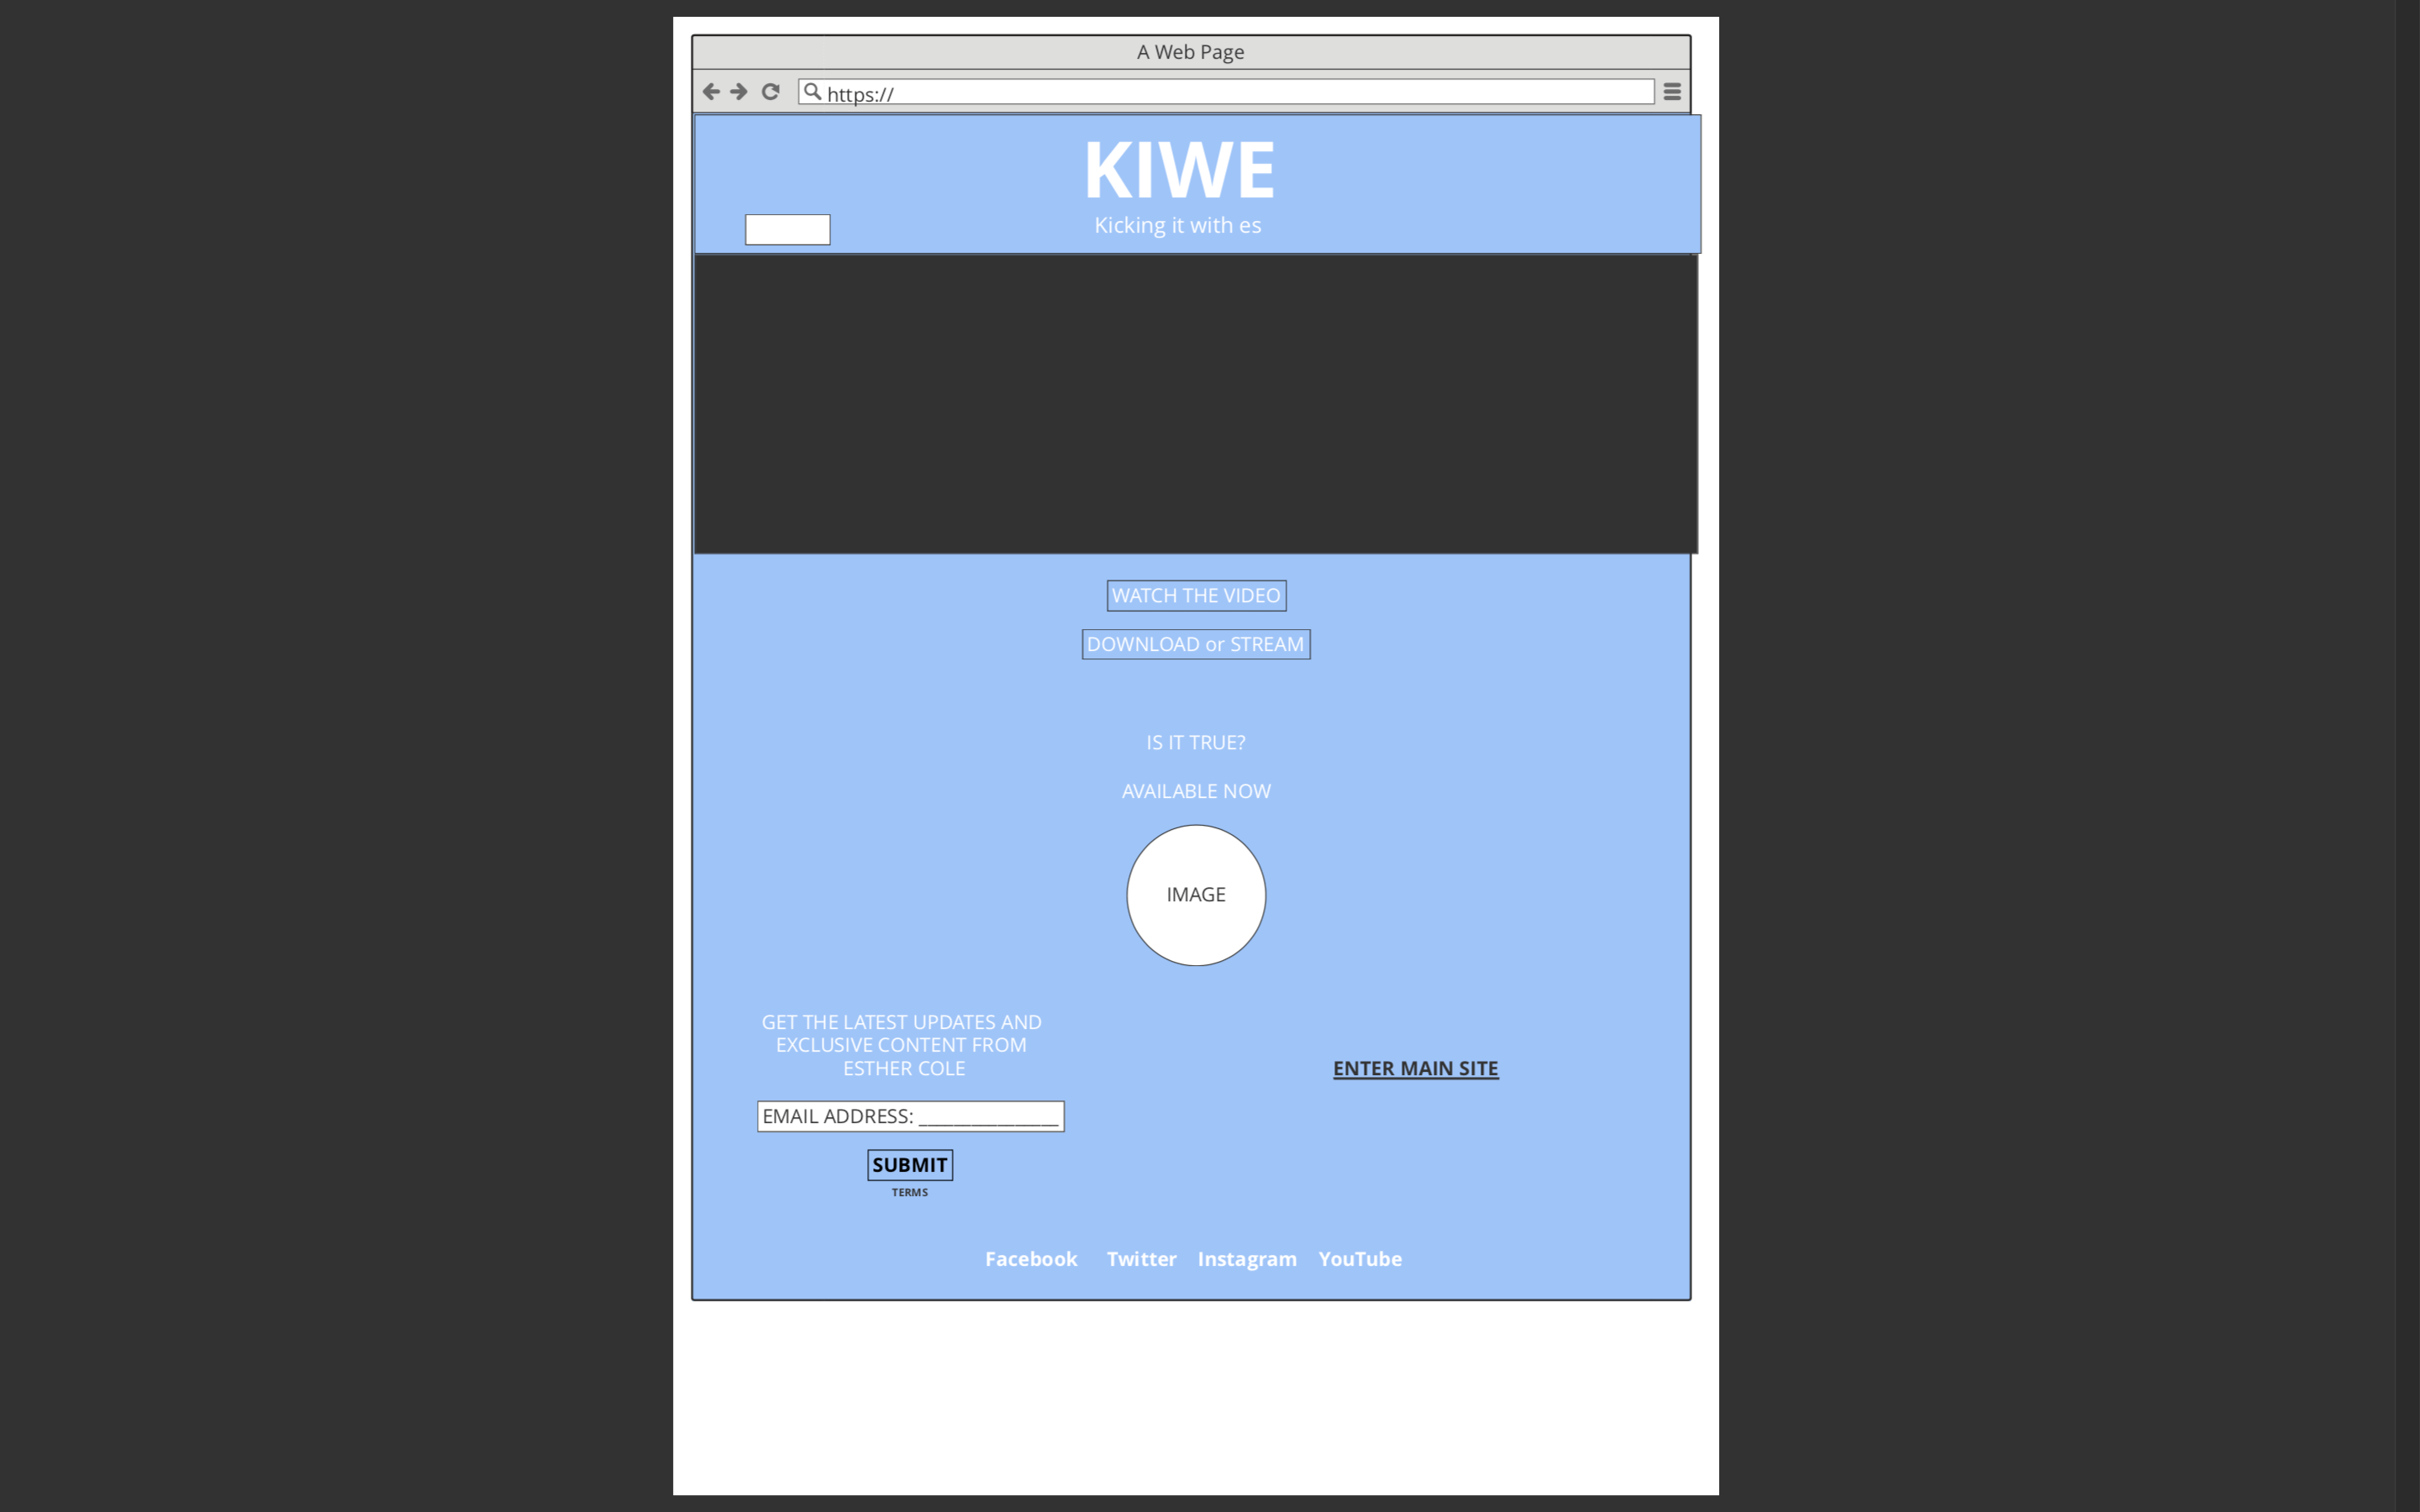 A Web Page
https://
KIWE
Kicking it with es
WATCH THE VIDEO
DOWNLOAD or STREAM
IS IT TRUE?
AVAILABLE NOW
IMAGE
GET THE LATEST UPDATES AND
EXCLUSIVE CONTENT FROM
ESTHER COLE
ENTER MAIN SITE
EMAIL ADDRESS: ________________
SUBMIT
TERMS
Facebook Twitter Instagram YouTube